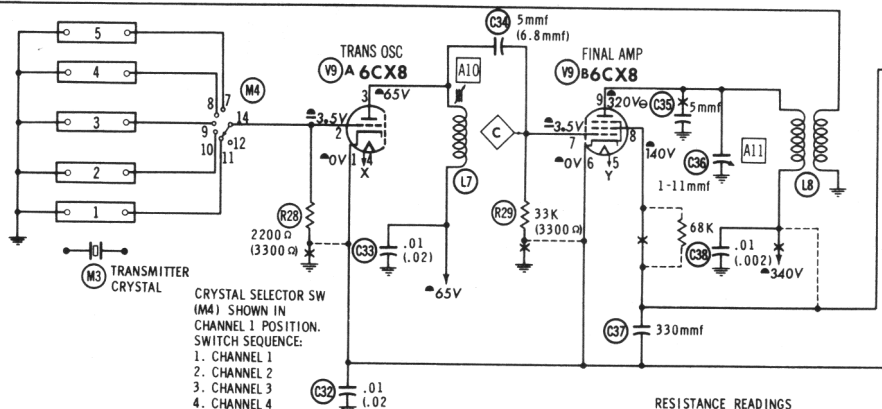 C34 5mmf
(6.8mmf)
5
4
3
2
1
7
8
9
10
11
12
14
M4
M3 TRANSMITTER
CRYSTAL
CRYSTAL SELECTOR SW
(M4) SHOWN IN
CHANNEL 1 POSITION.
SWITCH SEQUENCE:
1. CHANNEL 1
2. CHANNEL 2
3. CHANNEL 3
4. CHANNEL 4
TRANS OSC
V9 A 6CX8
3
65V
-3.5V
2
0V
1
4
X
R28
2200Ω
(3300Ω)
C33 .01
(.02)
A10
L7
65V
C32 .01
(.02
C
R29 33K
(3300Ω)
FINAL AMP
V9 B 6CX8
9
320V
-3.5V
7
8
0V
6
5
Y
140V
C35 5mmf
C36
1-11mmf
A11
L8
68K
C38 .01
(.002)
340V
C37 330mmf
RESISTANCE READINGS